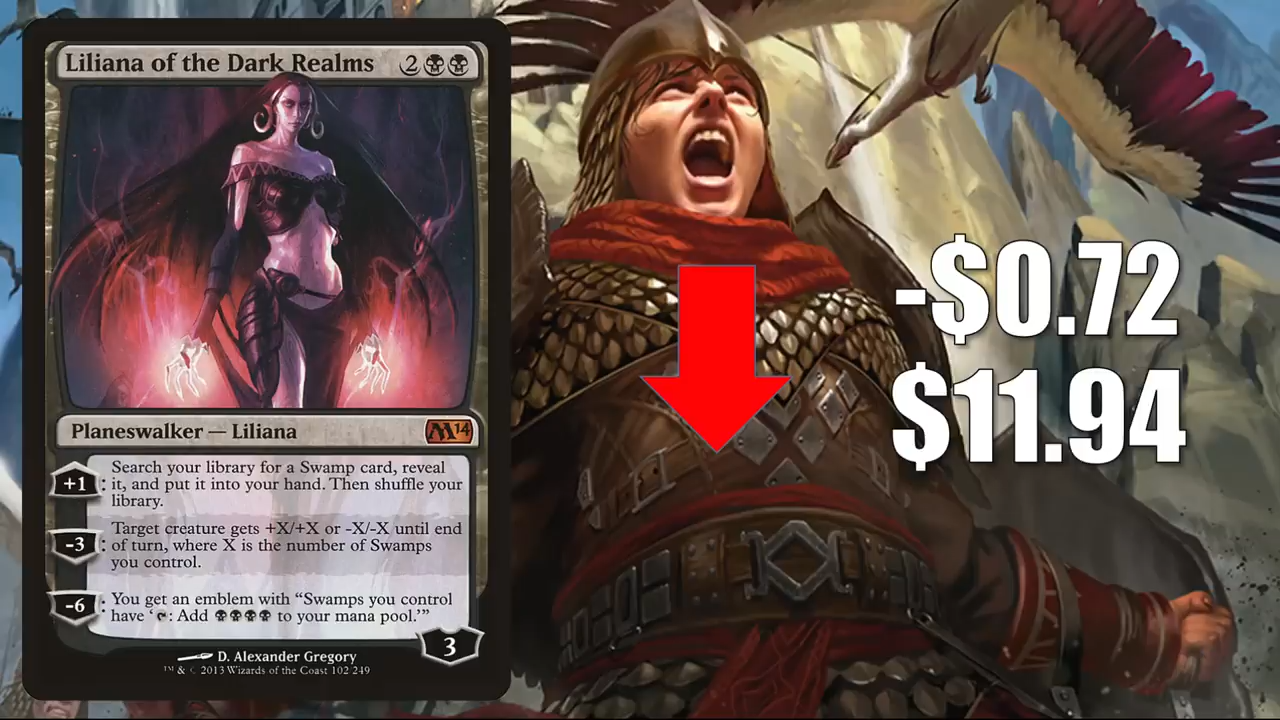 Liliana of the Dark Realms 2
Planeswalker — Liliana M14
+1 : Search your library for a Swamp card, reveal
it, and put it into your hand. Then shuffle your
library.
-3 : Target creature gets +X/+X or -X/-X until end
of turn, where X is the number of Swamps
you control.
-6 : You get an emblem with “Swamps you control
have ‘: Add to your mana pool.’”
3
D. Alexander Gregory
™ & © 2013 Wizards of the Coast 102/249
-$0.72
$11.94